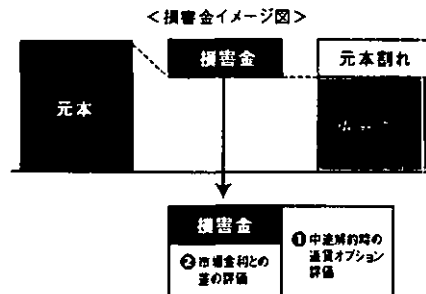 <損害金イメージ図>
損害金
元本割れ
元本
損害金
❷市場金利との
差の評価
❶中途解約時の
通貨オプション
評価